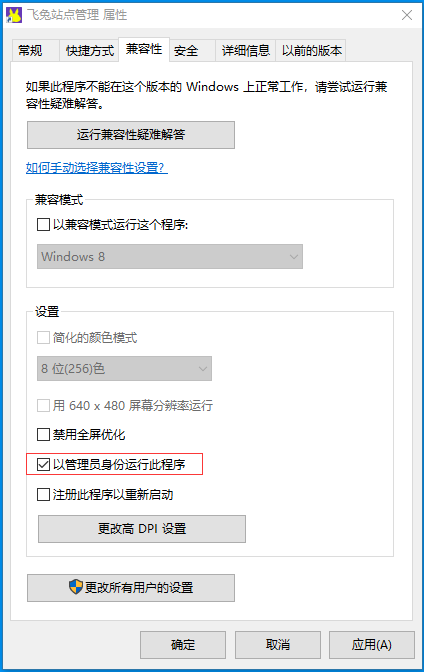 飞兔站点管理 属性
常规 快捷方式 兼容性 安全 详细信息 以前的版本
如果此程序不能在这个版本的 Windows 上正常工作，请尝试运行兼
容性疑难解答。
运行兼容性疑难解答
如何手动选择兼容性设置？
兼容模式
以兼容模式运行这个程序:
Windows 8
设置
简化的颜色模式
8 位(256)色
用 640 x 480 屏幕分辨率运行
禁用全屏优化
以管理员身份运行此程序
注册此程序以重新启动
更改高 DPI 设置
更改所有用户的设置
确定 取消 应用(A)